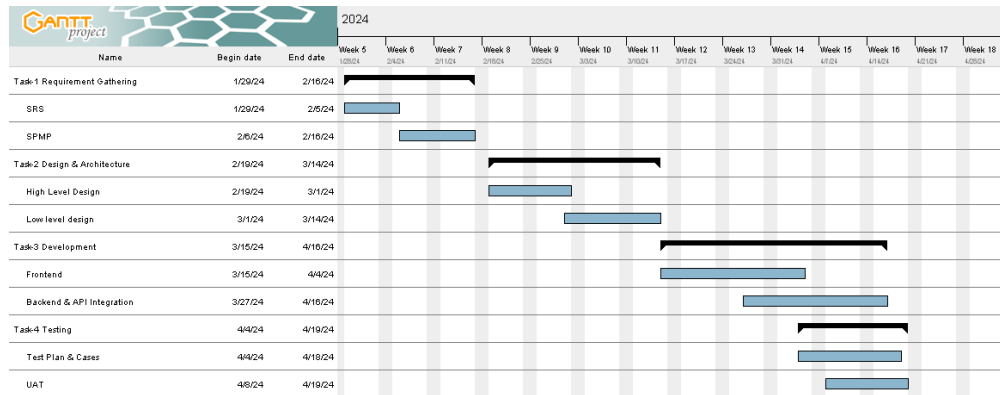 GANTT
project
2024
Name Begin date End date
Week 5 Week 6 Week 7 Week 8 Week 9 Week 10 Week 11 Week 12 Week 13 Week 14 Week 15 Week 16 Week 17 Week 18
1/28/24 2/4/24 2/11/24 2/18/24 2/25/24 3/3/24 3/10/24 3/17/24 3/24/24 3/31/24 4/7/24 4/14/24 4/21/24 4/28/24
Task-1 Requirement Gathering 1/29/24 2/16/24
SRS 1/29/24 2/5/24
SPMP 2/6/24 2/16/24
Task-2 Design & Architecture 2/19/24 3/14/24
High Level Design 2/19/24 3/1/24
Low level design 3/1/24 3/14/24
Task-3 Development 3/15/24 4/16/24
Frontend 3/15/24 4/4/24
Backend & API Integration 3/27/24 4/16/24
Task-4 Testing 4/4/24 4/19/24
Test Plan & Cases 4/4/24 4/18/24
UAT 4/8/24 4/19/24